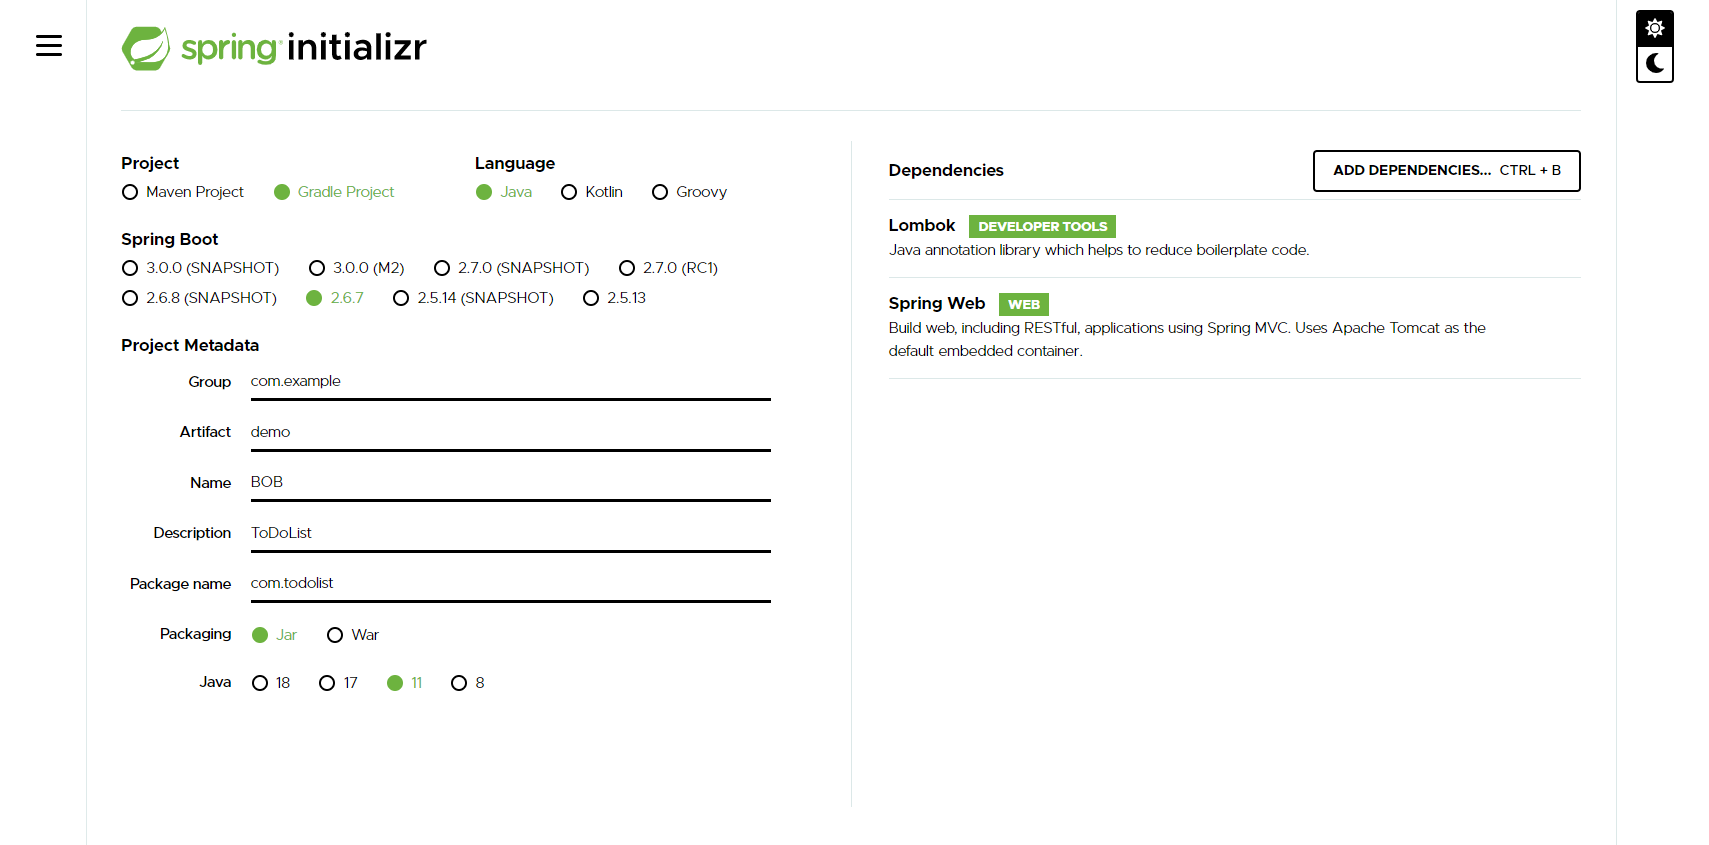 spring initializr
Project
Maven Project Gradle Project
Language
Java Kotlin Groovy
Spring Boot
3.0.0 (SNAPSHOT) 3.0.0 (M2) 2.7.0 (SNAPSHOT) 2.7.0 (RC1)
2.6.8 (SNAPSHOT) 2.6.7 2.5.14 (SNAPSHOT) 2.5.13
Project Metadata
Group com.example
Artifact demo
Name BOB
Description ToDoList
Package name com.todolist
Packaging Jar War
Java 18 17 11 8
Dependencies ADD DEPENDENCIES... CTRL + B
Lombok DEVELOPER TOOLS
Java annotation library which helps to reduce boilerplate code.
Spring Web WEB
Build web, including RESTful, applications using Spring MVC. Uses Apache Tomcat as the
default embedded container.